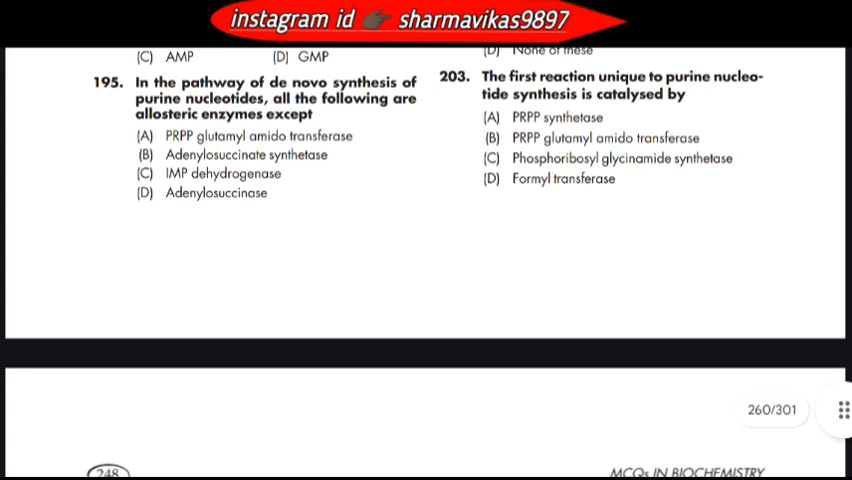 instagram id sharmavikas9897
(C) AMP (D) GMP
195. In the pathway of de novo synthesis of
purine nucleotides, all the following are
allosteric enzymes except
(A) PRPP glutamyl amido transferase
(B) Adenylosuccinate synthetase
(C) IMP dehydrogenase
(D) Adenylosuccinase
(D) None of these
203. The first reaction unique to purine nucleo-
tide synthesis is catalysed by
(A) PRPP synthetase
(B) PRPP glutamyl amido transferase
(C) Phosphoribosyl glycinamide synthetase
(D) Formyl transferase
260/301
248
MCQs IN BIOCHEMISTRY